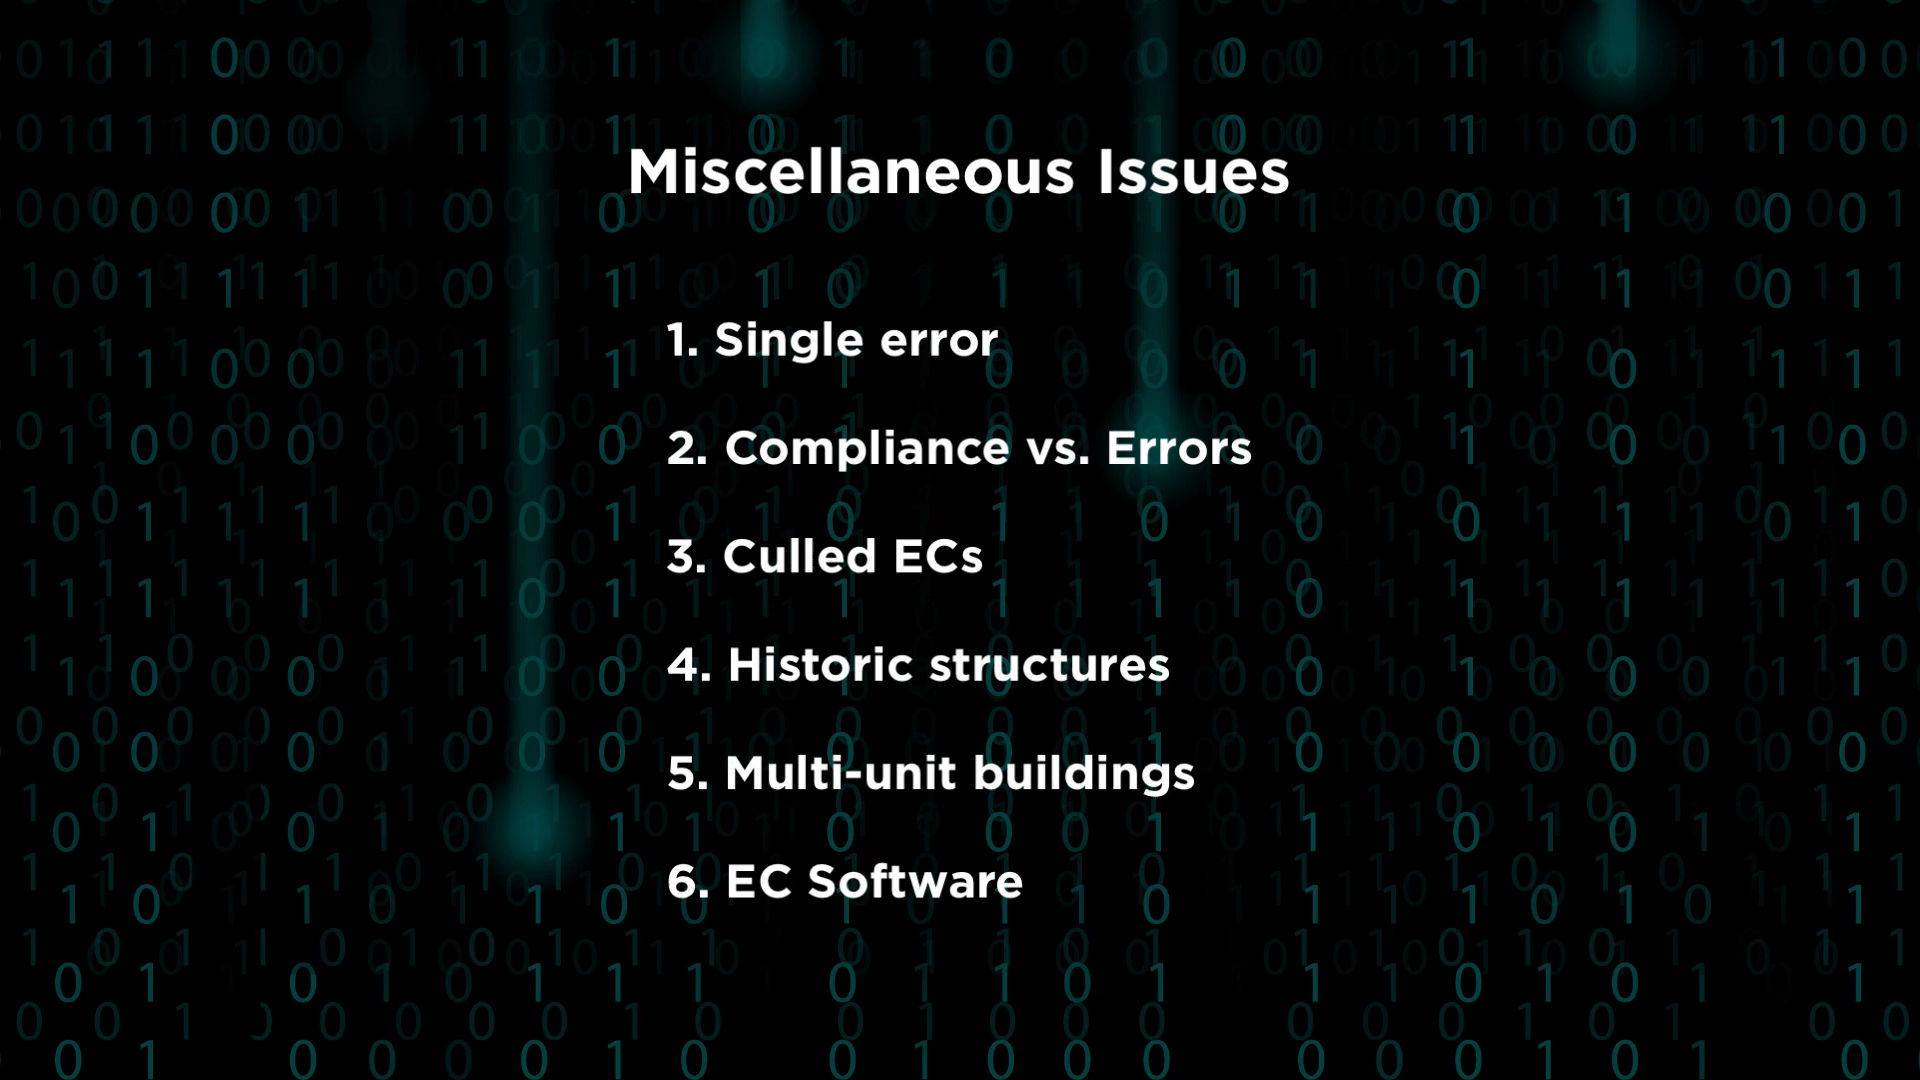 Miscellaneous Issues
1. Single error
2. Compliance vs. Errors
3. Culled ECs
4. Historic structures
5. Multi-unit buildings
6. EC Software